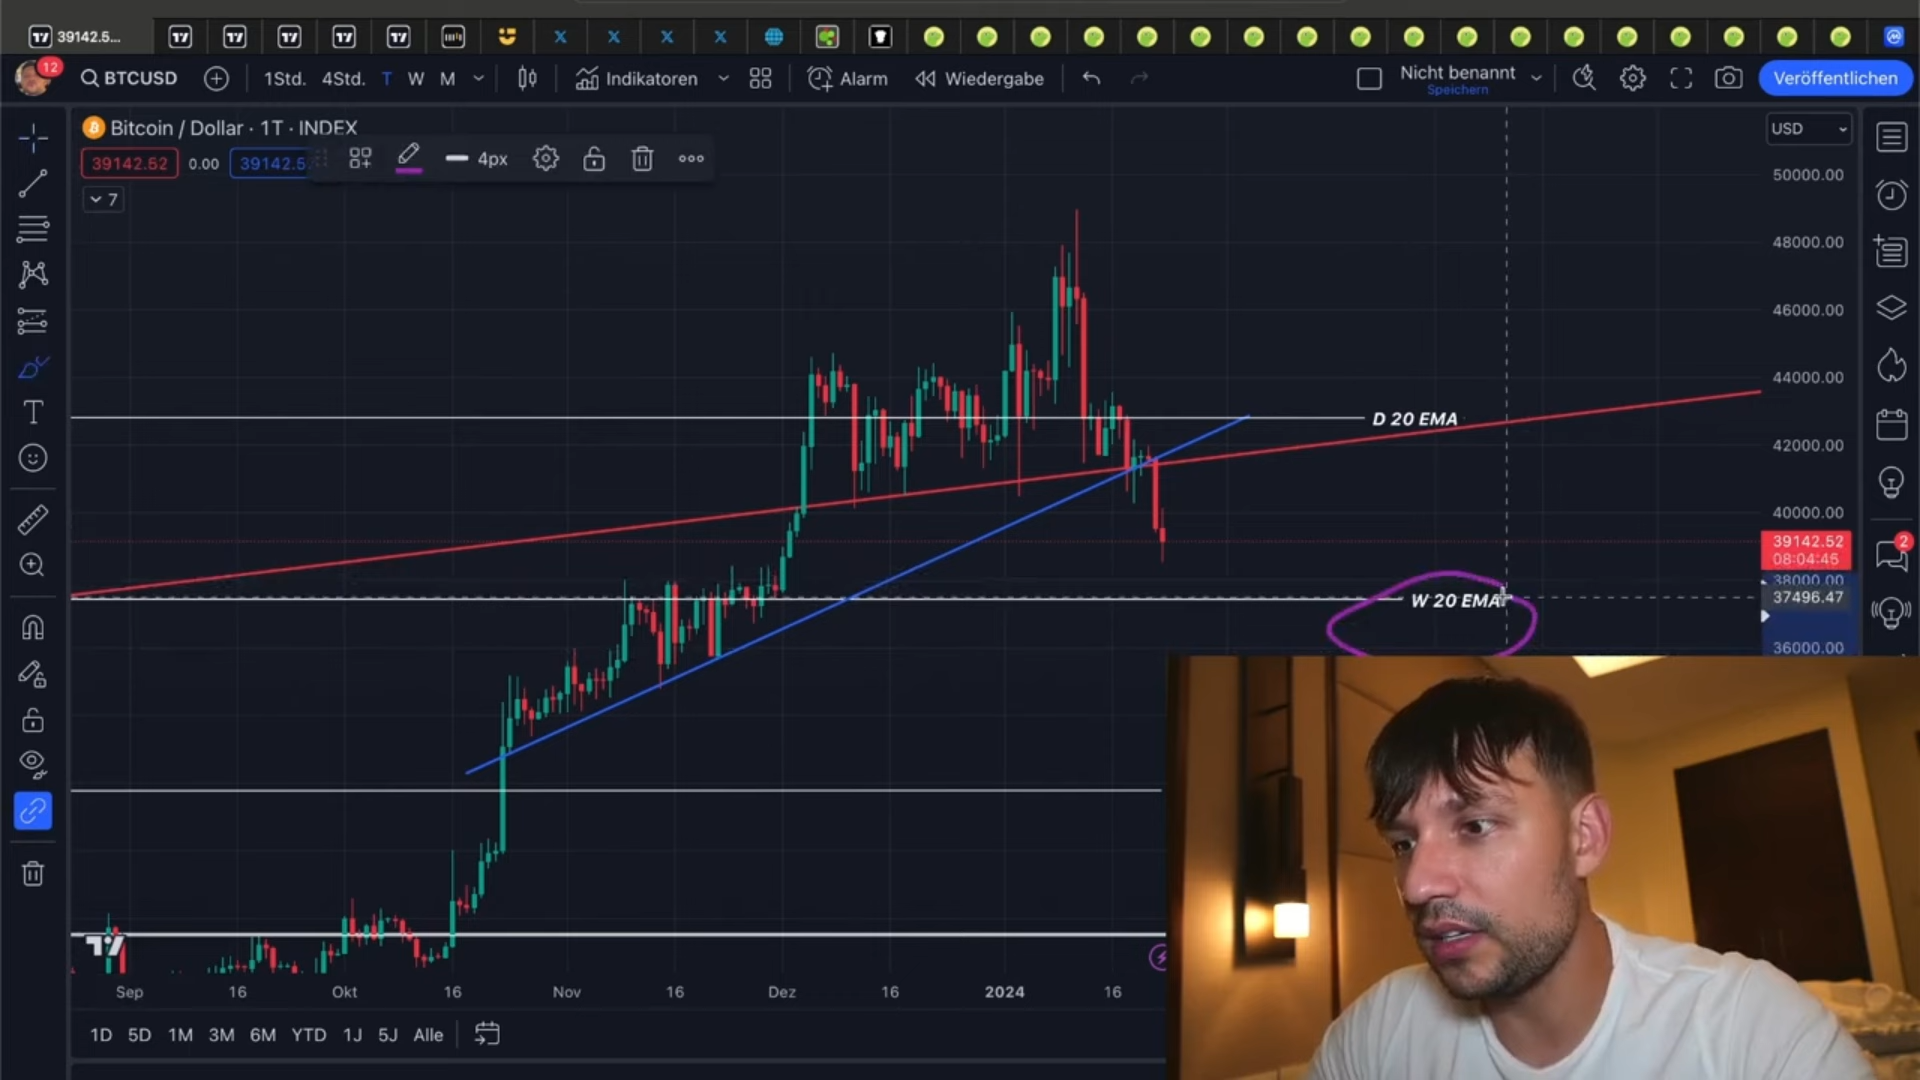 39142.5...
12
BTCUSD
1Std. 4Std. T W M
Indikatoren
Alarm
Wiedergabe
Nicht benannt
Speichern
Veröffentlichen
Bitcoin / Dollar · 1T · INDEX
USD
39142.52 0.00 39142.5
4px
7
50000.00
48000.00
46000.00
44000.00
D 20 EMA
42000.00
40000.00
39142.52
2
08:04:45
38000.00
37496.47
W 20 EMA
36000.00
Sep 16 Okt 16 Nov 16 Dez 16 2024 16
1D 5D 1M 3M 6M YTD 1J 5J Alle